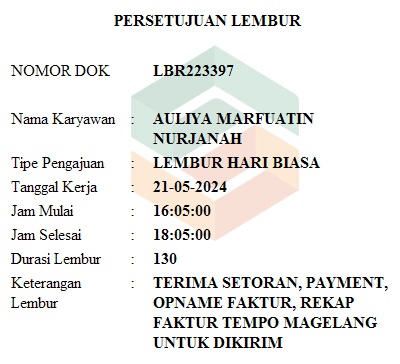 PERSETUJUAN LEMBUR
NOMOR DOK LBR223397
Nama Karyawan : AULIYA MARFUATIN
NURJANAH
Tipe Pengajuan : LEMBUR HARI BIASA
Tanggal Kerja : 21-05-2024
Jam Mulai : 16:05:00
Jam Selesai : 18:05:00
Durasi Lembur : 130
Keterangan : TERIMA SETORAN, PAYMENT,
Lembur OPNAME FAKTUR, REKAP
FAKTUR TEMPO MAGELANG
UNTUK DIKIRIM